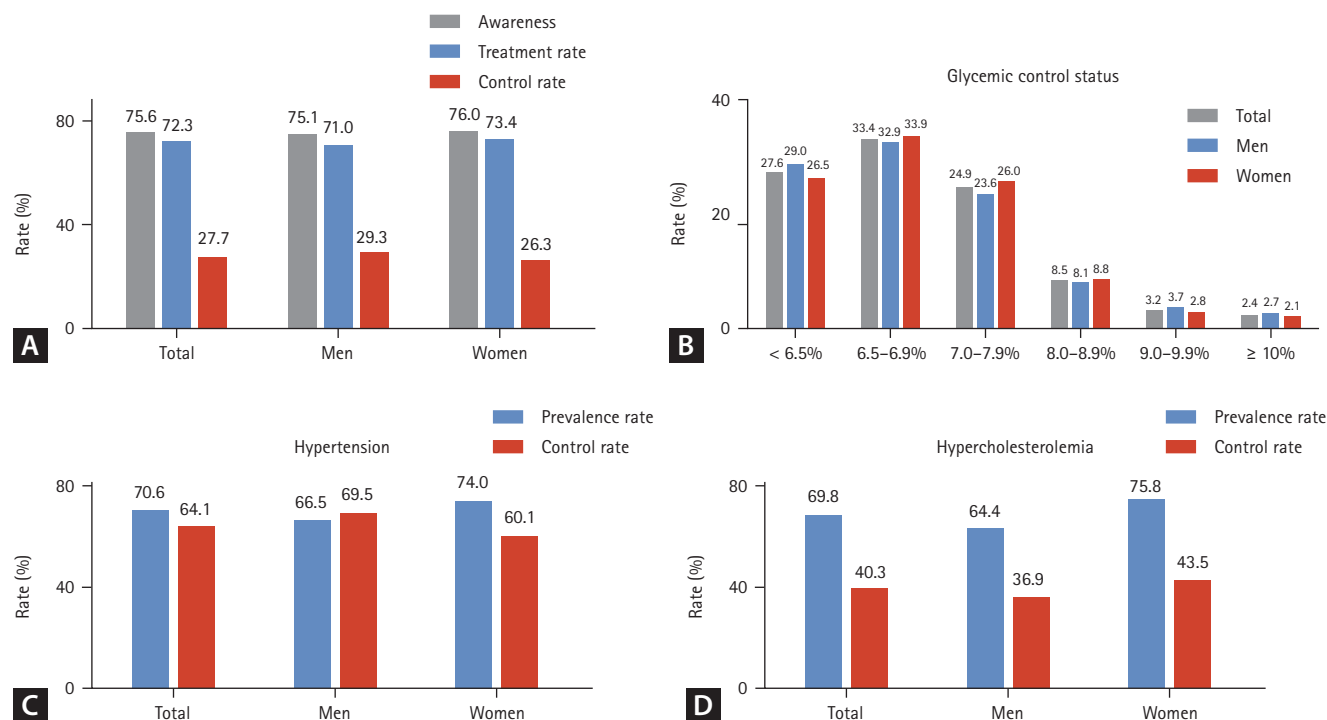 Awareness
Treatment rate
Control rate
Rate (%)
80
40
0
75.6 72.3 27.7
75.1 71.0 29.3
76.0 73.4 26.3
Total Men Women
A
Glycemic control status
Total
Men
Women
Rate (%)
40
20
0
27.6 29.0 26.5
33.4 32.9 33.9
24.9 23.6 26.0
8.5 8.1 8.8
3.2 3.7 2.8
2.4 2.7 2.1
< 6.5% 6.5–6.9% 7.0–7.9% 8.0–8.9% 9.0–9.9% ≥ 10%
B
Prevalence rate
Control rate
Hypertension
Rate (%)
80
40
0
70.6 64.1
66.5 69.5
74.0 60.1
Total Men Women
C
Prevalence rate
Control rate
Hypercholesterolemia
Rate (%)
80
40
0
69.8 40.3
64.4 36.9
75.8 43.5
Total Men Women
D